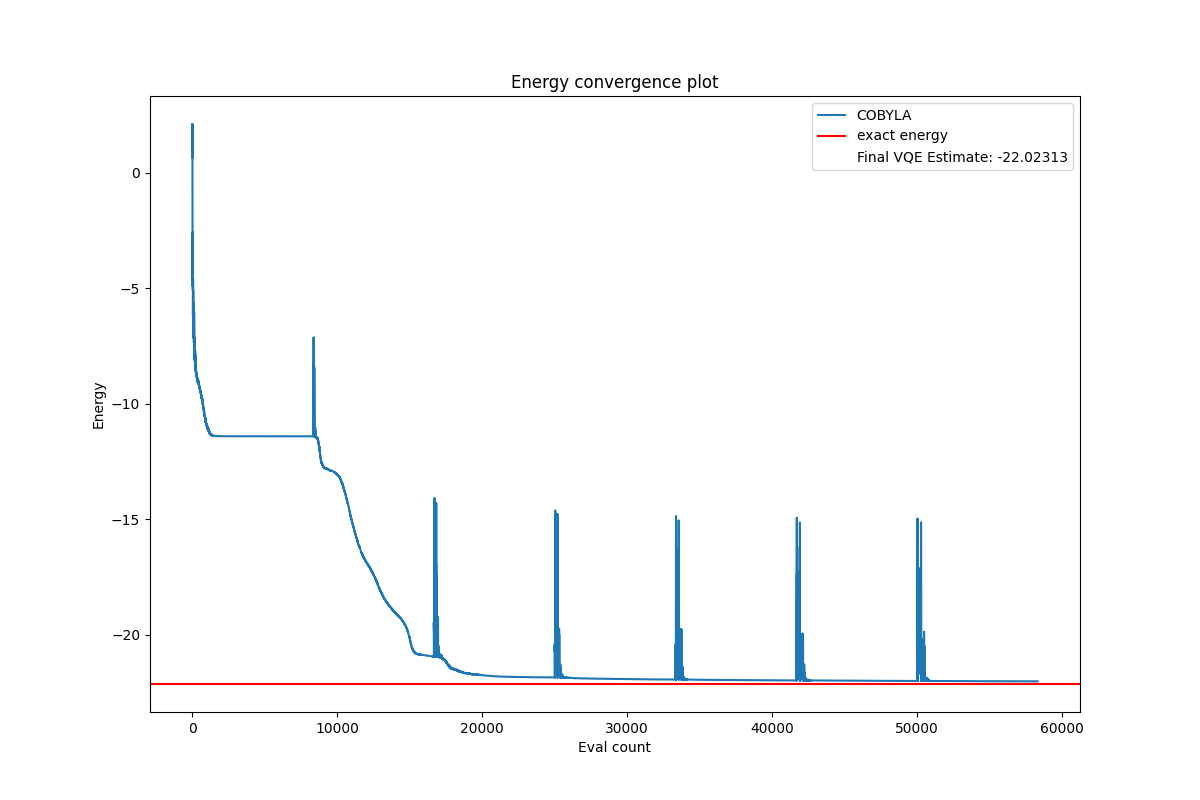 Energy convergence plot
COBYLA
exact energy
Final VQE Estimate: -22.02313
0
−5
−10
−15
−20
Energy
0
10000
20000
30000
40000
50000
60000
Eval count